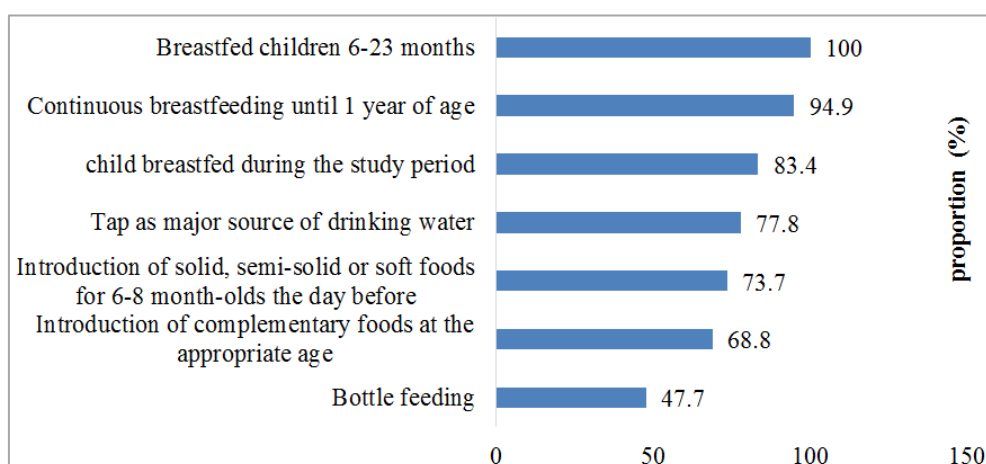 Breastfed children 6-23 months
100
Continuous breastfeeding until 1 year of age
94.9
child breastfed during the study period
83.4
Tap as major source of drinking water
77.8
Introduction of solid, semi-solid or soft foods
for 6-8 month-olds the day before
73.7
Introduction of complementary foods at the
appropriate age
68.8
Bottle feeding
47.7
0
50
100
150
proportion (%)